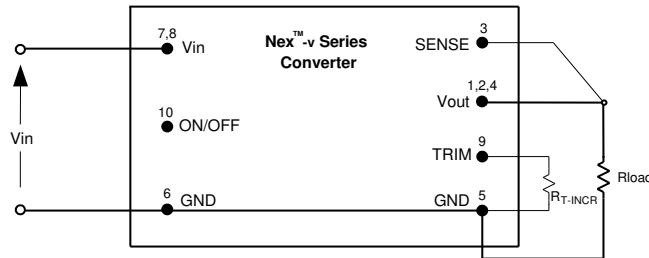 Nex™-v Series
Converter
7,8
Vin
3
SENSE
1,2,4
Vout
10
ON/OFF
Vin
9
TRIM
Rload
RT-INCR
6
GND
GND
5